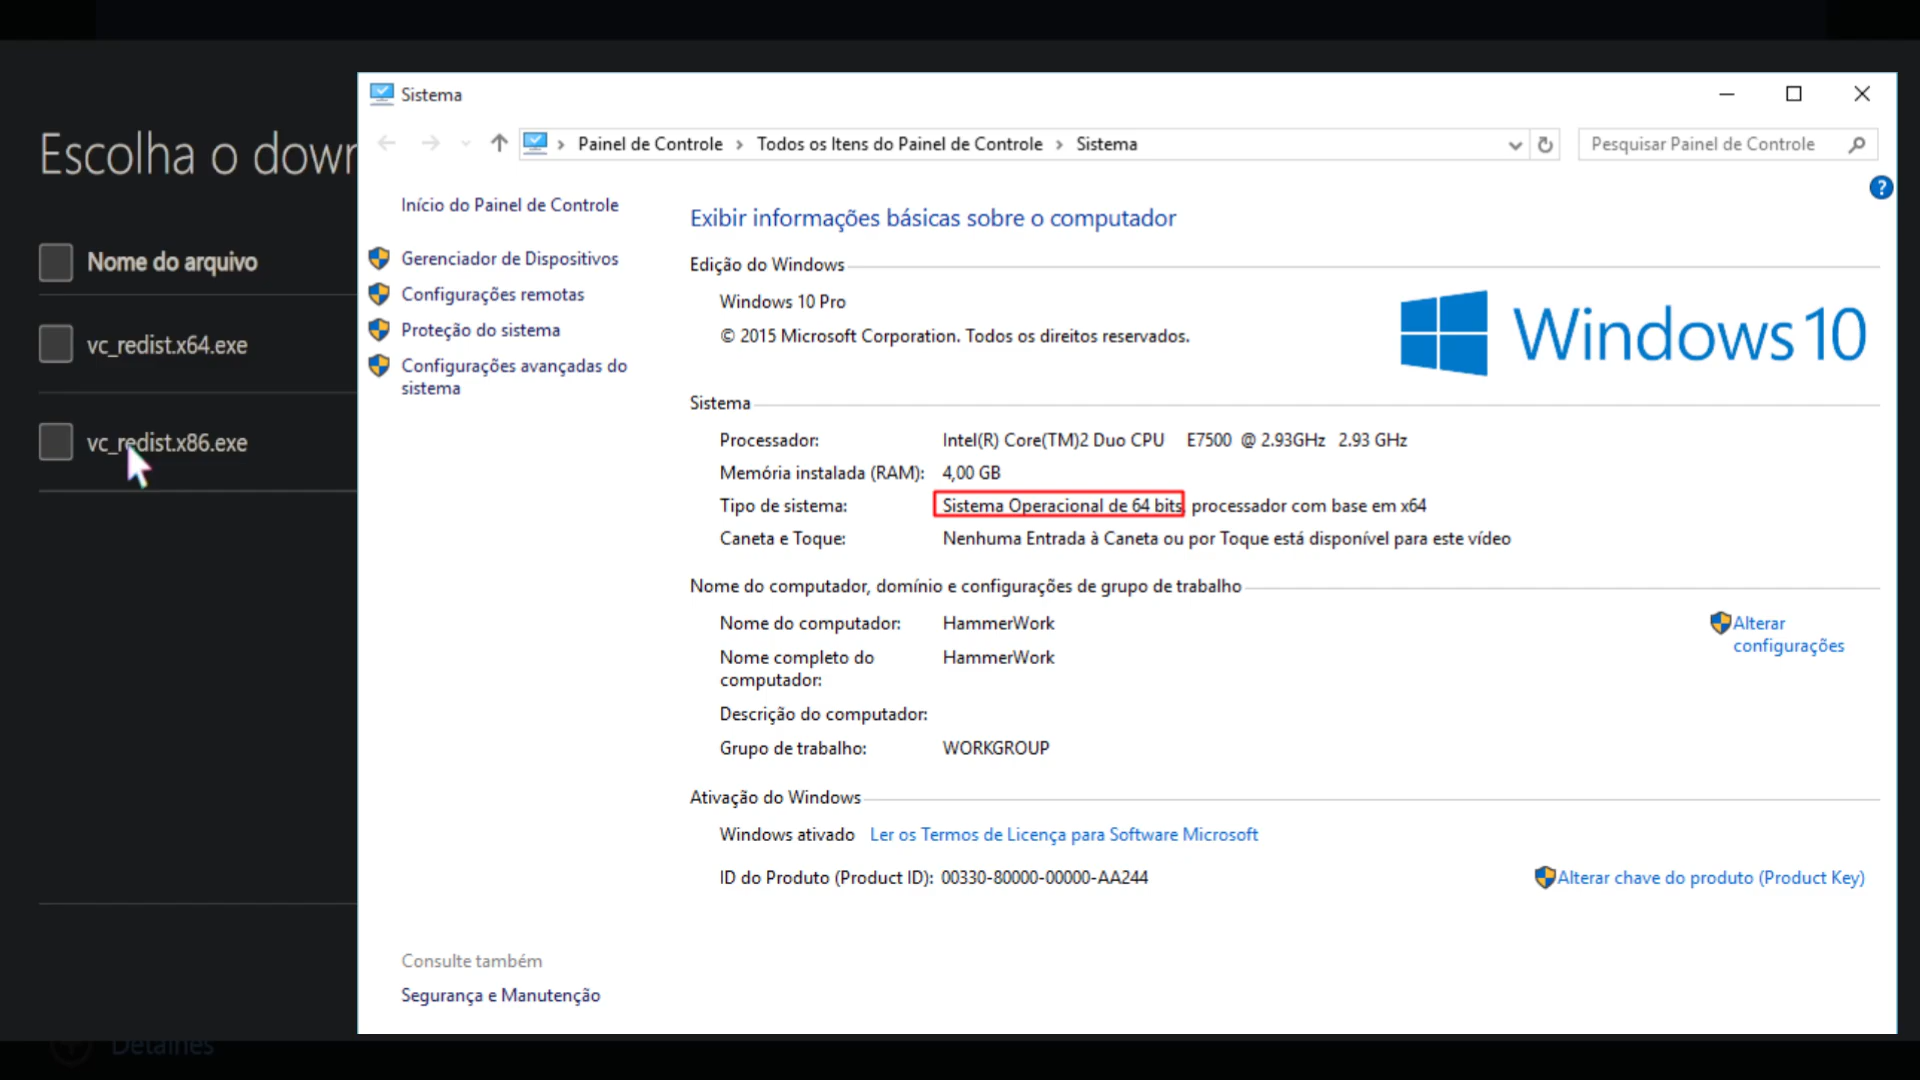 Escolha o dow
Nome do arquivo
vc_redist.x64.exe
vc_redist.x86.exe
Detalhes
Sistema
Painel de Controle
Todos os Itens do Painel de Controle
Sistema
Pesquisar Painel de Controle
?
Início do Painel de Controle
Gerenciador de Dispositivos
Configurações remotas
Proteção do sistema
Configurações avançadas do
sistema
Exibir informações básicas sobre o computador
Edição do Windows
Windows 10 Pro
© 2015 Microsoft Corporation. Todos os direitos reservados.
Windows 10
Sistema
Processador: Intel(R) Core(TM)2 Duo CPU E7500 @ 2.93GHz 2.93 GHz
Memória instalada (RAM): 4,00 GB
Tipo de sistema: Sistema Operacional de 64 bits, processador com base em x64
Caneta e Toque: Nenhuma Entrada à Caneta ou por Toque está disponível para este vídeo
Nome do computador, domínio e configurações de grupo de trabalho
Nome do computador: HammerWork
Alterar
configurações
Nome completo do HammerWork
computador:
Descrição do computador:
Grupo de trabalho: WORKGROUP
Ativação do Windows
Windows ativado Ler os Termos de Licença para Software Microsoft
ID do Produto (Product ID): 00330-80000-00000-AA244
Alterar chave do produto (Product Key)
Consulte também
Segurança e Manutenção